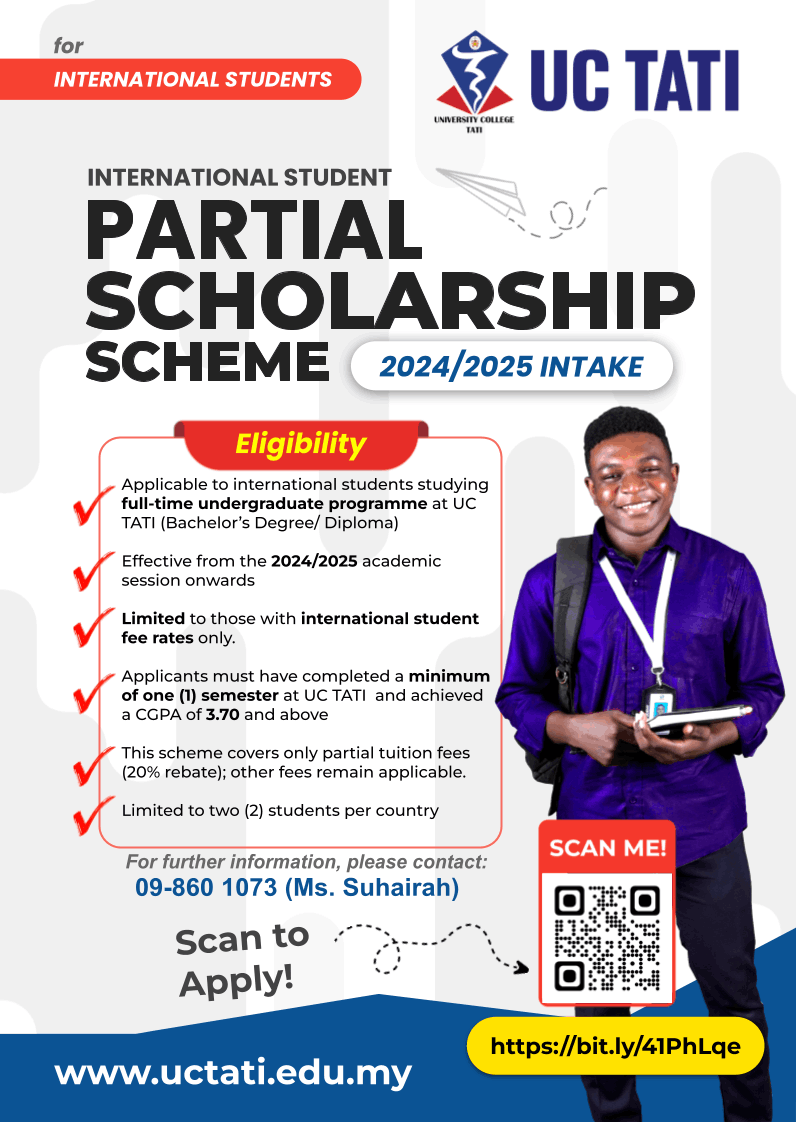 for
INTERNATIONAL STUDENTS
UNIVERSITY COLLEGE
TATI
UC TATI
INTERNATIONAL STUDENT
PARTIAL
SCHOLARSHIP
SCHEME
2024/2025 INTAKE
Eligibility
Applicable to international students studying
full-time undergraduate programme at UC
TATI (Bachelor's Degree/ Diploma)
Effective from the 2024/2025 academic
session onwards
Limited to those with international student
fee rates only.
Applicants must have completed a minimum
of one (1) semester at UC TATI and achieved
a CGPA of 3.70 and above
This scheme covers only partial tuition fees
(20% rebate); other fees remain applicable.
Limited to two (2) students per country
For further information, please contact:
09-860 1073 (Ms. Suhairah)
Scan to
Apply!
SCAN ME!
https://bit.ly/41PhLqe
www.uctati.edu.my